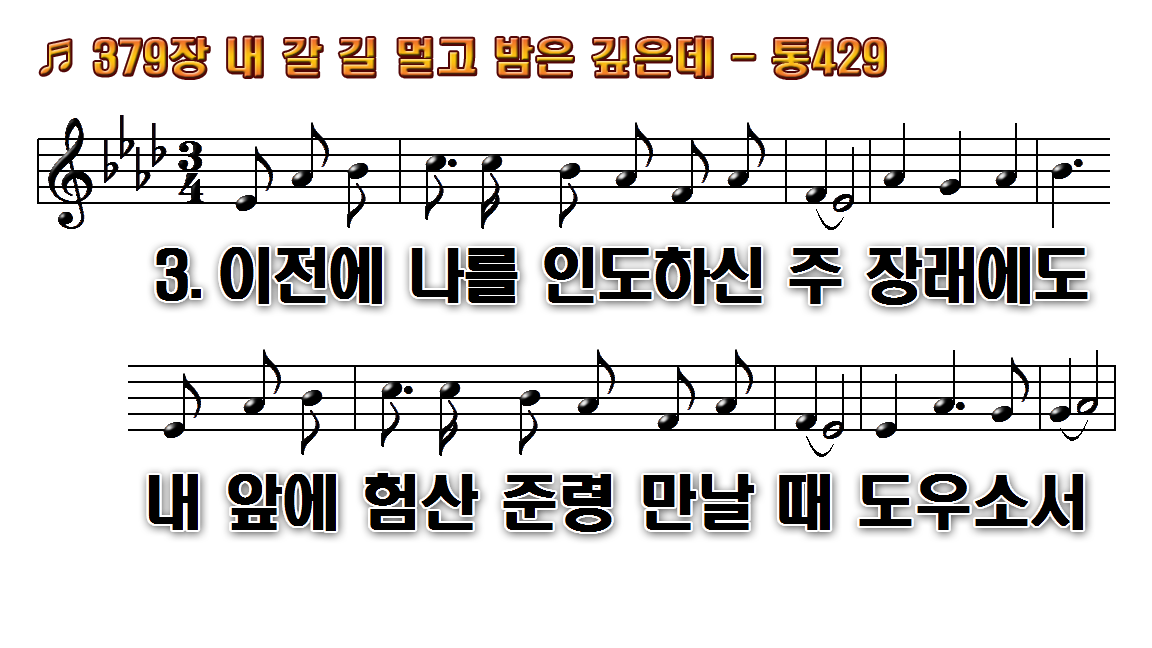 ♬ 379장 내 갈 길 멀고 밤은 깊은데 - 통429
3
4
3. 이전에 나를 인도하신 주 장래에도
내 앞에 험산 준령 만날 때 도우소서